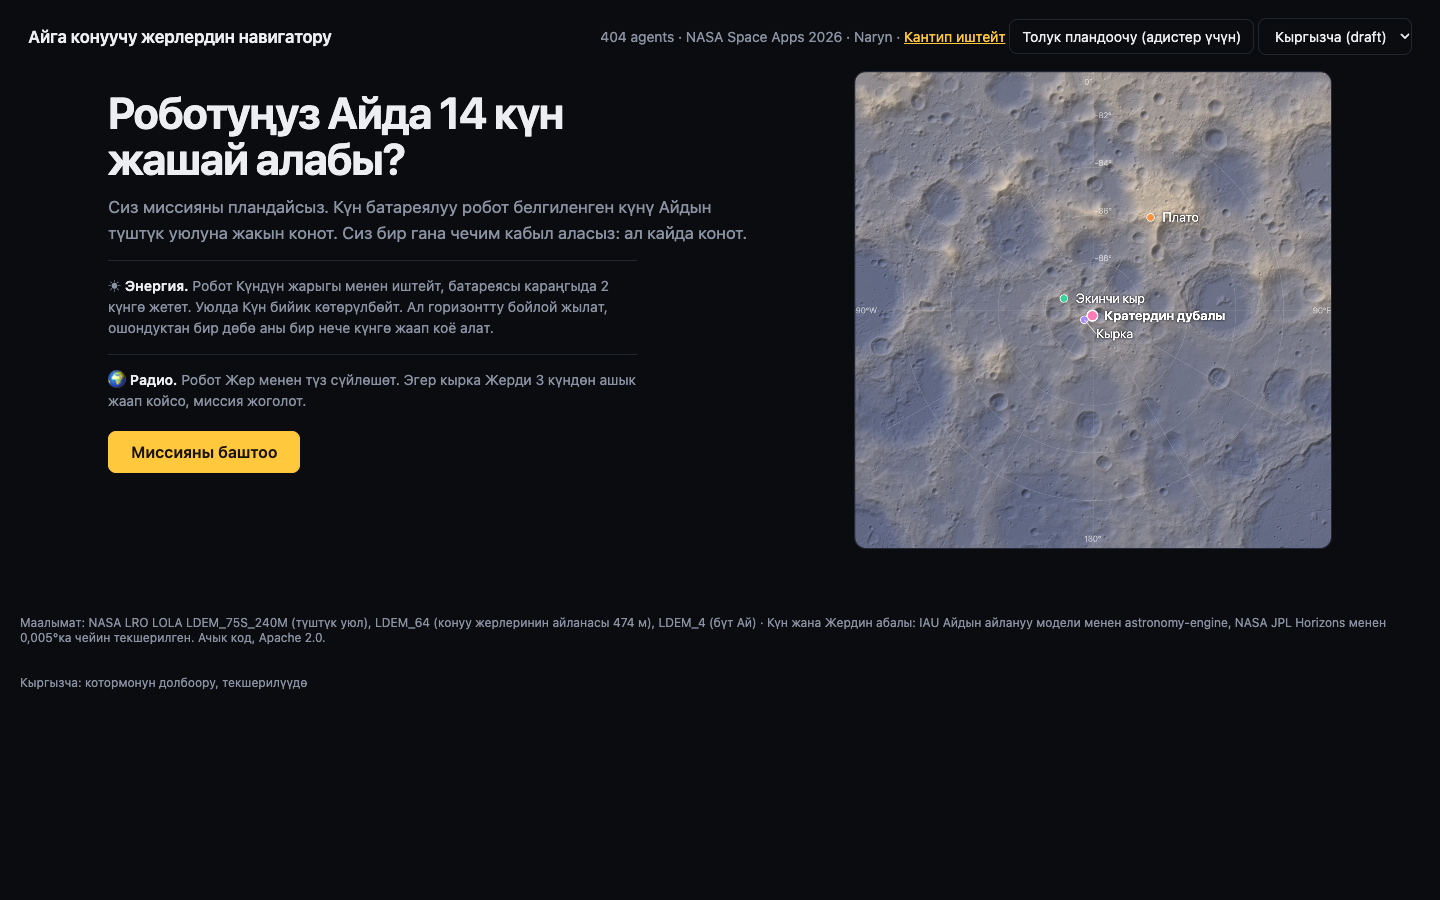 Айга конуучу жерлердин навигатору
404 agents · NASA Space Apps 2026 · Naryn · Кантип иштейт
Толук пландоочу (адистер үчүн)
Кыргызча (draft)
Роботуңуз Айда 14 күн
жашай алабы?
Сиз миссияны пландайсыз. Күн батареялуу робот белгиленген күнү Айдын
түштүк уюлуна жакын конот. Сиз бир гана чечим кабыл аласыз: ал кайда конот.
☀ Энергия. Робот Күндүн жарыгы менен иштейт, батареясы караңгыда 2
күнгө жетет. Уюлда Күн бийик көтөрүлбөйт. Ал горизонтту бойлой жылат,
ошондуктан бир дөбө аны бир нече күнгө жаап коё алат.
🌍 Радио. Робот Жер менен түз сүйлөшөт. Эгер кырка Жерди 3 күндөн ашык
жаап койсо, миссия жоголот.
Миссияны баштоо
0°
-82°
-84°
-86°
Плато
-88°
Экинчи кыр
90°W
90°E
Кратердин дубалы
Кырка
180°
Маалымат: NASA LRO LOLA LDEM_75S_240M (түштүк уюл), LDEM_64 (конуу жерлеринин айланасы 474 м), LDEM_4 (бүт Ай) · Күн жана Жердин абалы: IAU Айдын айлануу модели менен astronomy-engine, NASA JPL Horizons менен
0,005°ка чейин текшерилген. Ачык код, Apache 2.0.
Кыргызча: котормонун долбоору, текшерилүүдө